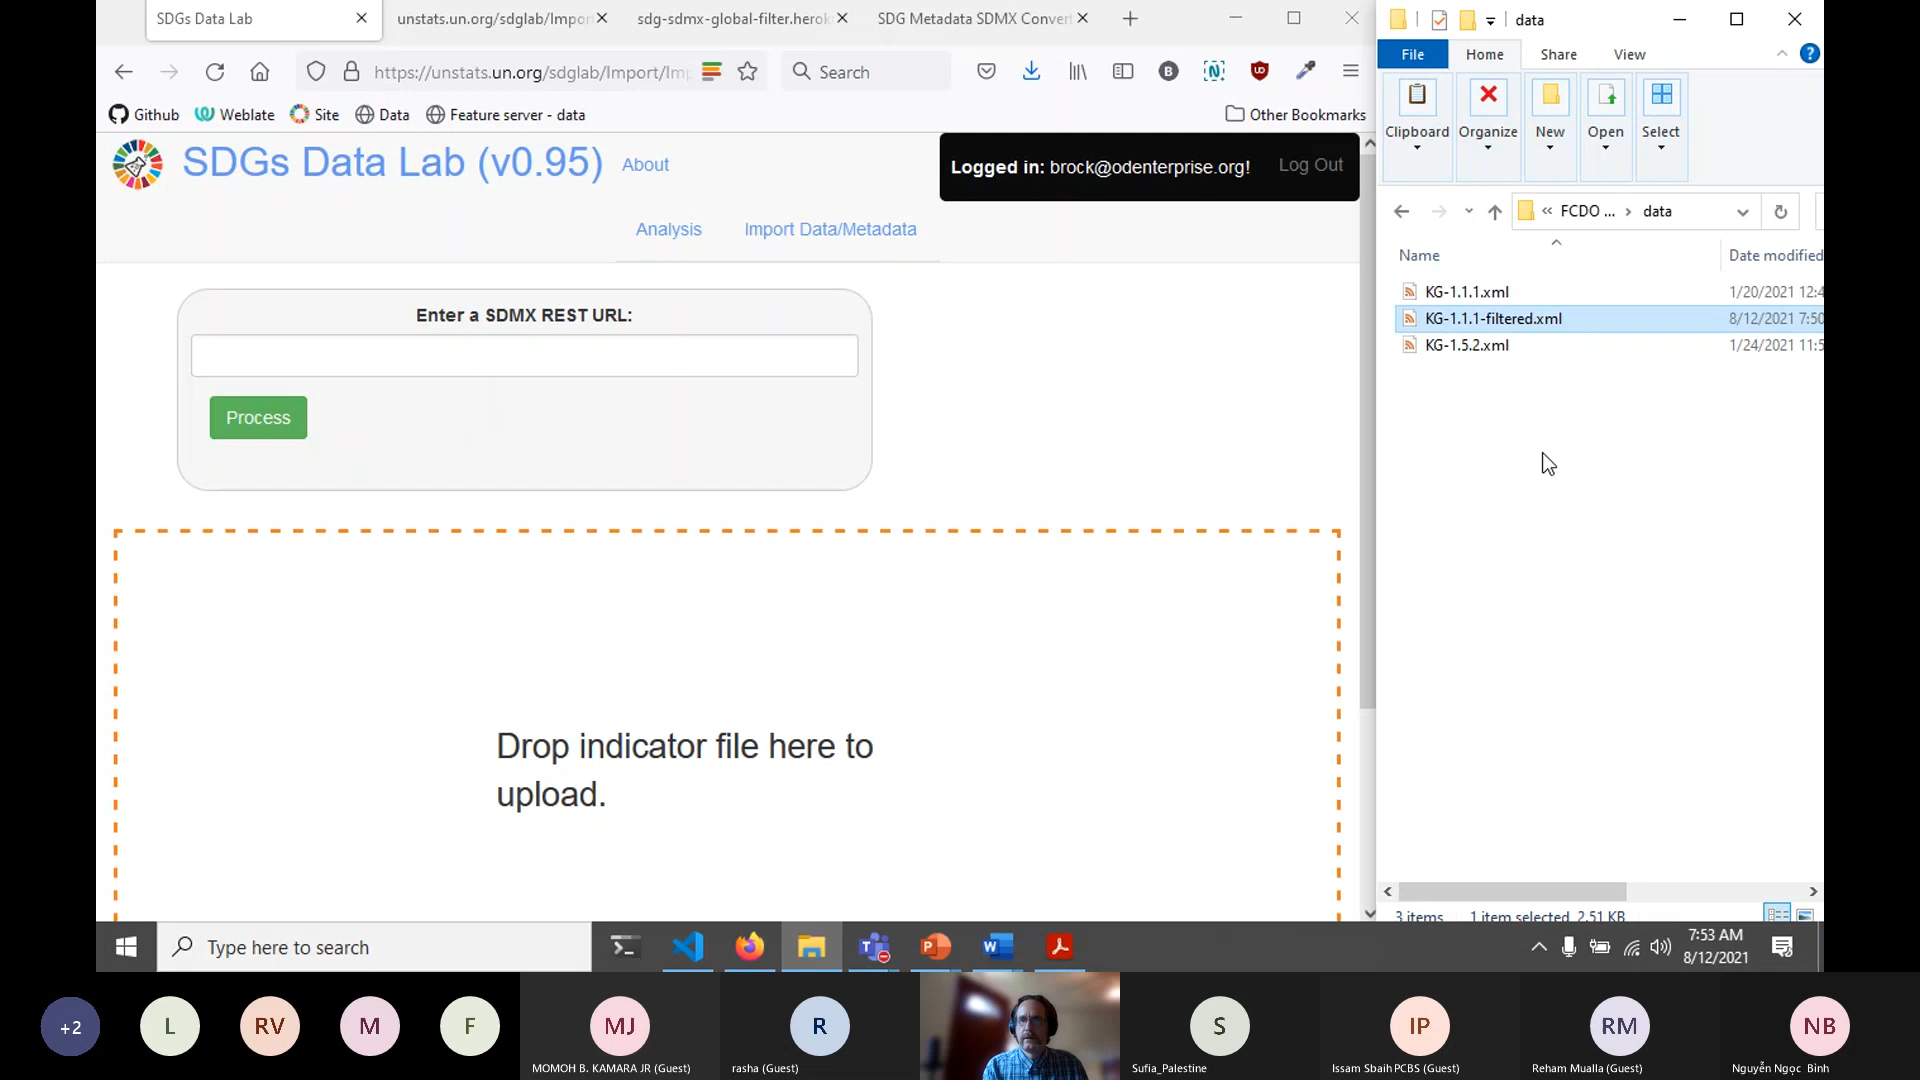 SDGs Data Lab
unstats.un.org/sdglab/Impor
sdg-sdmx-global-filter.herok
SDG Metadata SDMX Convert
data
https://unstats.un.org/sdglab/Import/Imp
Search
Github
Weblate
Site
Data
Feature server - data
Other Bookmarks
SDGs Data Lab (v0.95)
About
Logged in: brock@odenterprise.org!
Log Out
Analysis
Import Data/Metadata
Enter a SDMX REST URL:
Process
Drop indicator file here to
upload.
File
Home
Share
View
Clipboard
Organize
New
Open
Select
« FCDO ... › data
Name
Date modified
KG-1.1.1.xml
1/20/2021 12:4
KG-1.1.1-filtered.xml
8/12/2021 7:50
KG-1.5.2.xml
1/24/2021 11:5
3 items
1 item selected 2.51 KB
Type here to search
7:53 AM
8/12/2021
+2
L
RV
M
F
MJ
MOMOH B. KAMARA JR (Guest)
R
rasha (Guest)
S
Sufia_Palestine
IP
Issam Sbaih PCBS (Guest)
RM
Reham Mualla (Guest)
NB
Nguyễn Ngọc Bình